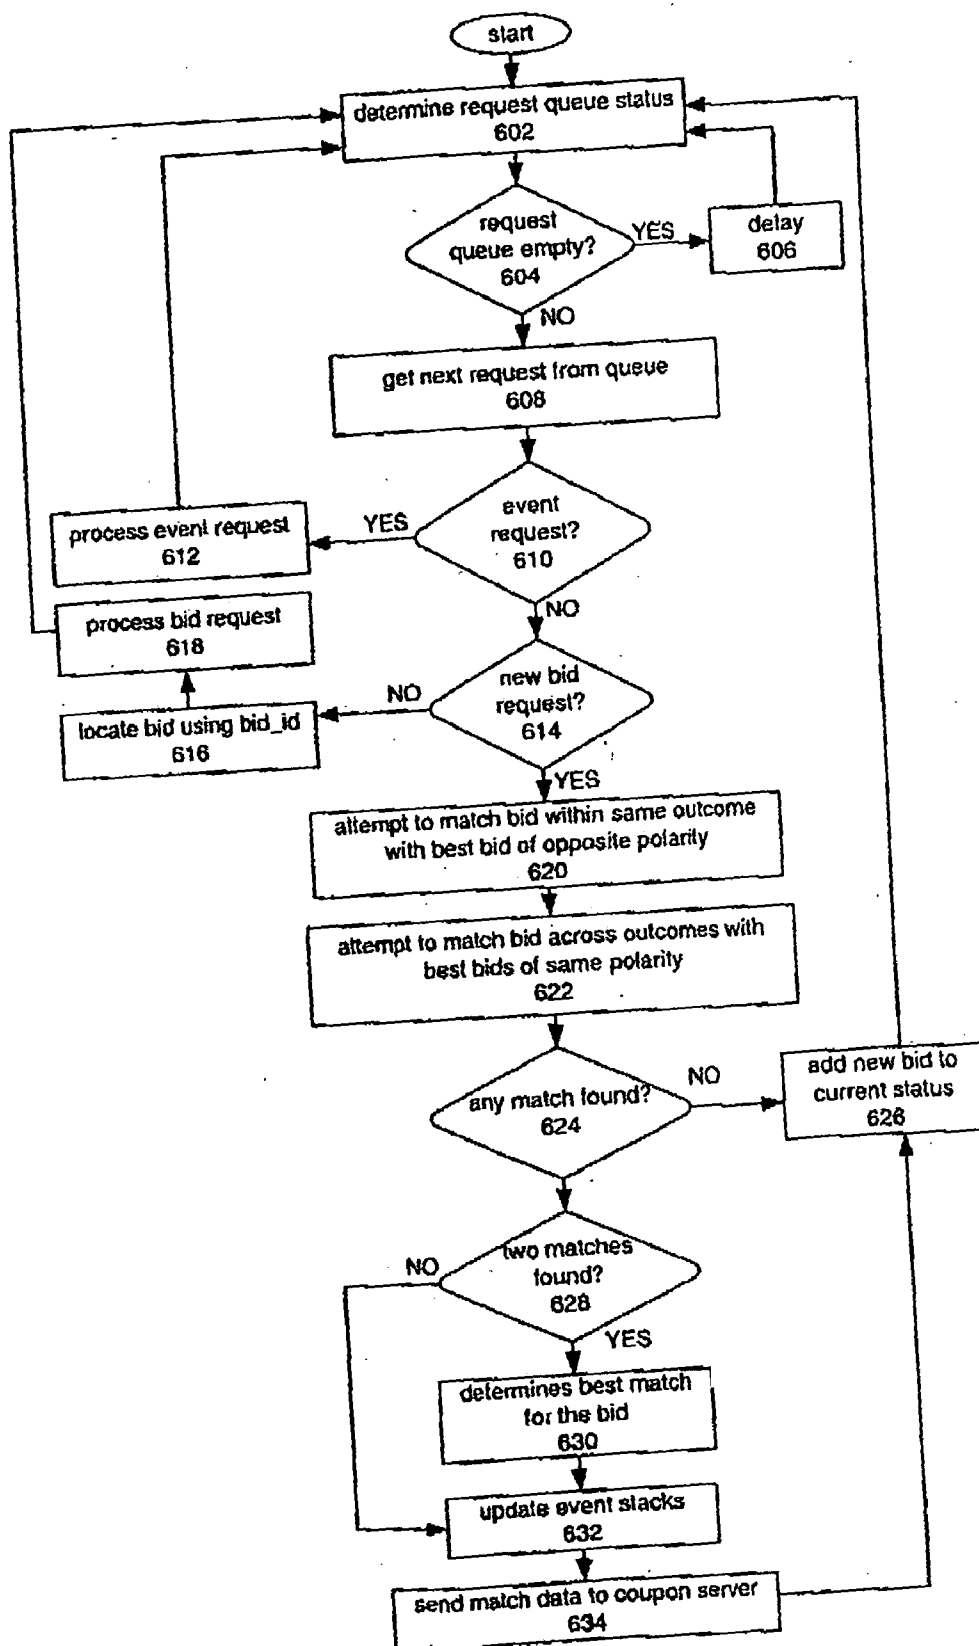 start
determine request queue status
602
request
queue empty?
604
YES
delay
606
NO
get next request from queue
608
event
request?
610
YES
process event request
612
NO
process bid request
618
new bid
request?
614
NO
locate bid using bid_id
616
YES
attempt to match bid within same outcome
with best bid of opposite polarity
620
attempt to match bid across outcomes with
best bids of same polarity
622
any match found?
624
NO
add new bid to
current status
626
two matches
found?
628
NO
YES
determines best match
for the bid
630
update event stacks
632
send match data to coupon server
634